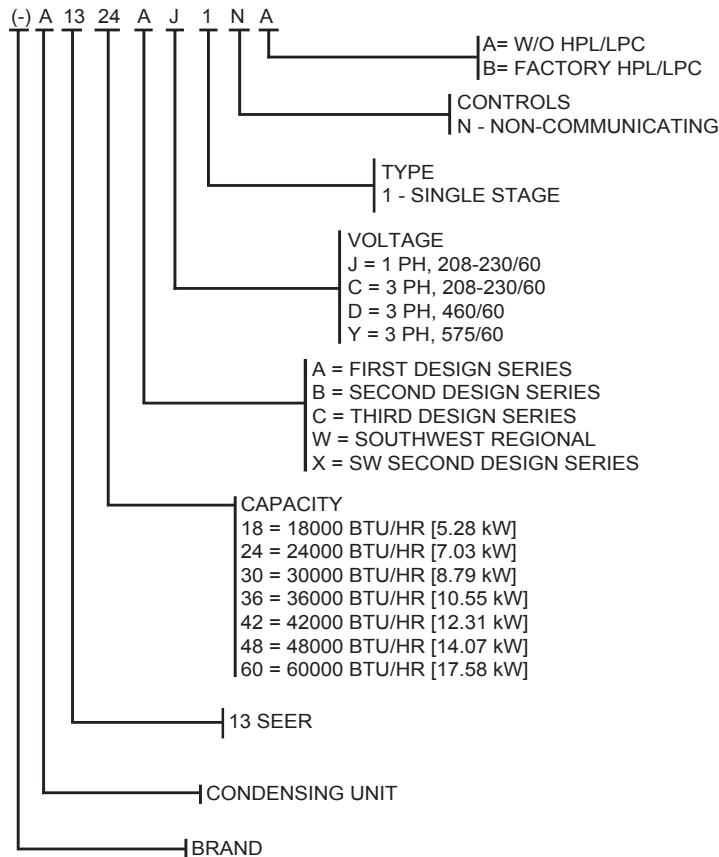 (-) A 13 24 A J 1 N A
A= W/O HPL/LPC
B= FACTORY HPL/LPC
CONTROLS
N - NON-COMMUNICATING
TYPE
1 - SINGLE STAGE
VOLTAGE
J = 1 PH, 208-230/60
C = 3 PH, 208-230/60
D = 3 PH, 460/60
Y = 3 PH, 575/60
A = FIRST DESIGN SERIES
B = SECOND DESIGN SERIES
C = THIRD DESIGN SERIES
W = SOUTHWEST REGIONAL
X = SW SECOND DESIGN SERIES
CAPACITY
18 = 18000 BTU/HR [5.28 kW]
24 = 24000 BTU/HR [7.03 kW]
30 = 30000 BTU/HR [8.79 kW]
36 = 36000 BTU/HR [10.55 kW]
42 = 42000 BTU/HR [12.31 kW]
48 = 48000 BTU/HR [14.07 kW]
60 = 60000 BTU/HR [17.58 kW]
13 SEER
CONDENSING UNIT
BRAND